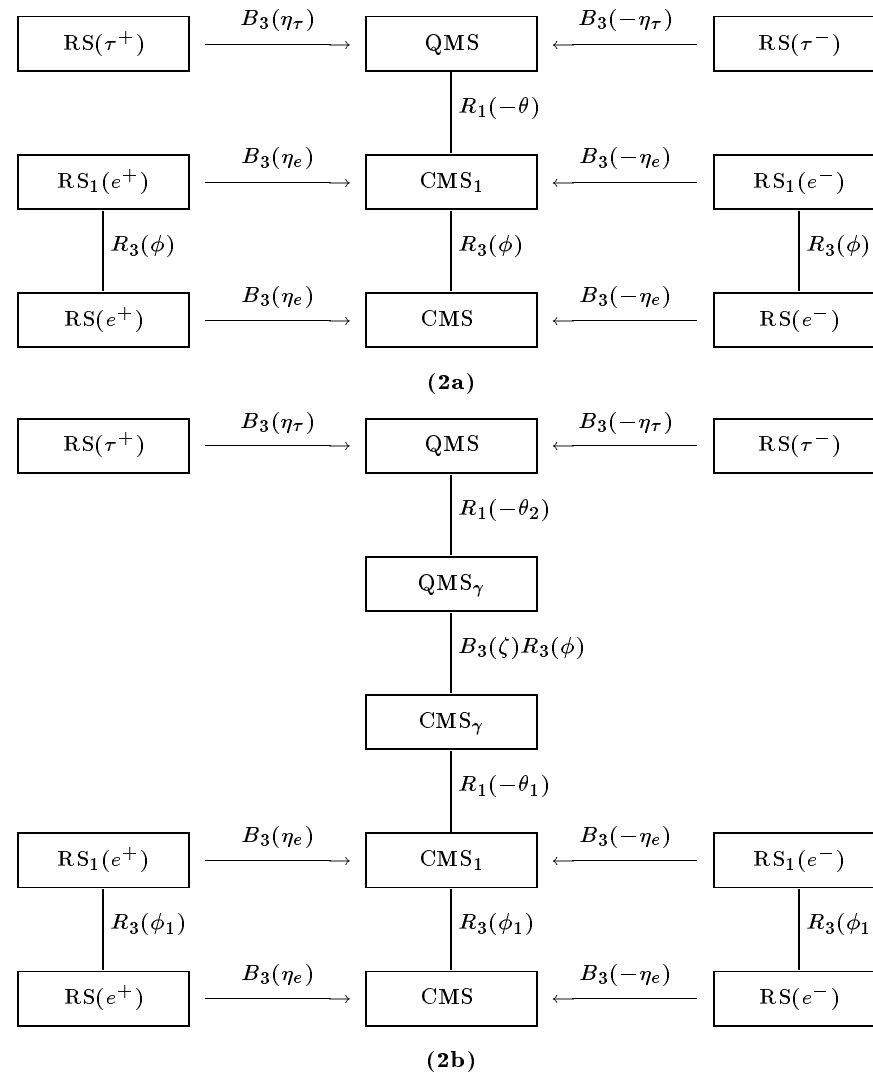 B₃(η_τ) B₃(−η_τ)
RS(τ⁺) QMS RS(τ⁻)
R₁(−θ)
B₃(η_e) B₃(−η_e)
RS₁(e⁺) CMS₁ RS₁(e⁻)
R₃(ϕ) R₃(ϕ) R₃(ϕ)
B₃(η_e) B₃(−η_e)
RS(e⁺) CMS RS(e⁻)
(2a)
B₃(η_τ) B₃(−η_τ)
RS(τ⁺) QMS RS(τ⁻)
R₁(−θ₂)
QMS_γ
B₃(ζ)R₃(ϕ)
CMS_γ
R₁(−θ₁)
B₃(η_e) B₃(−η_e)
RS₁(e⁺) CMS₁ RS₁(e⁻)
R₃(ϕ₁) R₃(ϕ₁) R₃(ϕ₁
B₃(η_e) B₃(−η_e)
RS(e⁺) CMS RS(e⁻)
(2b)